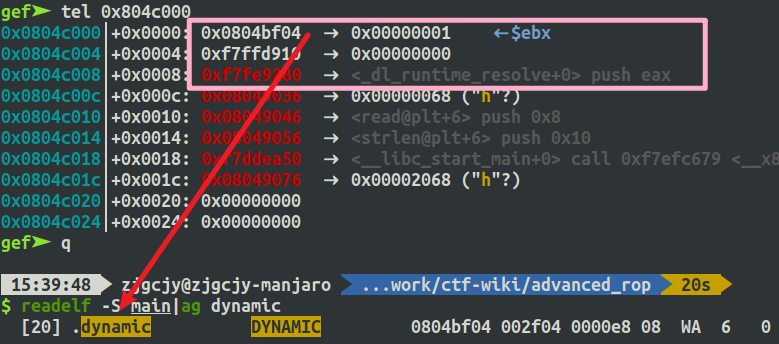 gef➤ tel 0x804c000
0x0804c000│+0x0000: 0x0804bf04 → 0x00000001 ←$ebx
0x0804c004│+0x0004: 0xf7ffd910 → 0x00000000
0x0804c008│+0x0008: 0xf7fe9280 → <_dl_runtime_resolve+0> push eax
0x0804c00c│+0x000c: 0x08049036 → 0x00000068 ("h"?)
0x0804c010│+0x0010: 0x08049046 → <read@plt+6> push 0x8
0x0804c014│+0x0014: 0x08049056 → <strlen@plt+6> push 0x10
0x0804c018│+0x0018: 0xf7ddea50 → <__libc_start_main+0> call 0xf7efc679 <__x8
0x0804c01c│+0x001c: 0x08049076 → 0x00002068 ("h"?)
0x0804c020│+0x0020: 0x00000000
0x0804c024│+0x0024: 0x00000000
gef➤ q
15:39:48 zjgcjy@zjgcjy-manjaro ...work/ctf-wiki/advanced_rop 20s
$ readelf -S main|ag dynamic
[20] .dynamic DYNAMIC 0804bf04 002f04 0000e8 08 WA 6 0